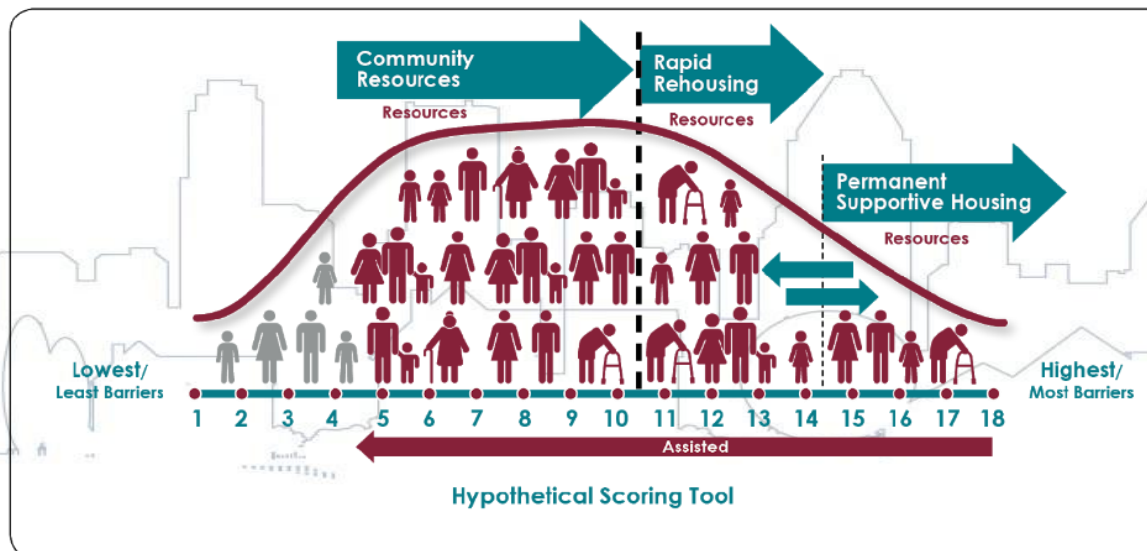 Community
Resources
Resources
Rapid
Rehousing
Resources
Permanent
Supportive Housing
Resources
Lowest/
Least Barriers
Highest/
Most Barriers
1 2 3 4 5 6 7 8 9 10 11 12 13 14 15 16 17 18
Assisted
Hypothetical Scoring Tool